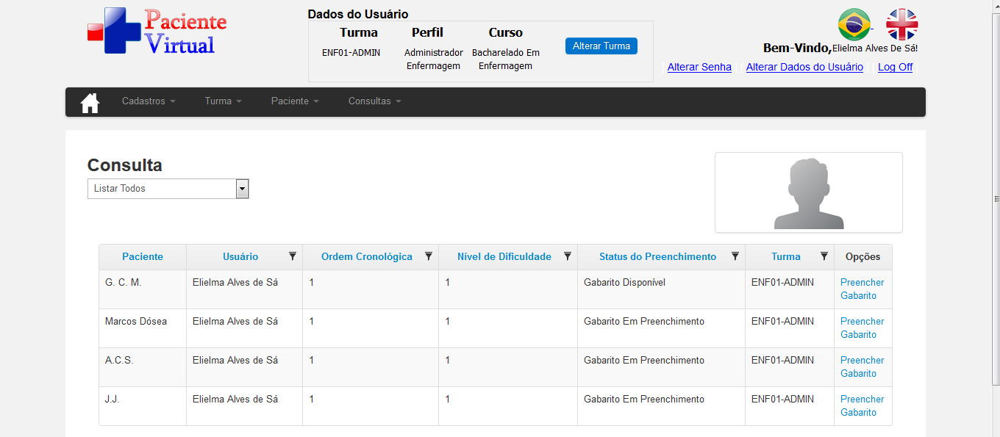 Paciente
Virtual
Dados do Usuário
Turma Perfil Curso
ENF01-ADMIN Administrador Enfermagem Bacharelado Em Enfermagem
Alterar Turma
Bem-Vindo,Elielma Alves De Sá!
Alterar Senha Alterar Dados do Usuário Log Off
Cadastros Turma Paciente Consultas
Consulta
Listar Todos
Paciente Usuário Ordem Cronológica Nível de Dificuldade Status do Preenchimento Turma Opções
G. C. M. Elielma Alves de Sá 1 1 Gabarito Disponível ENF01-ADMIN Preencher
Gabarito
Marcos Dósea Elielma Alves de Sá 1 1 Gabarito Em Preenchimento ENF01-ADMIN Preencher
Gabarito
A.C.S. Elielma Alves de Sá 1 1 Gabarito Em Preenchimento ENF01-ADMIN Preencher
Gabarito
J.J. Elielma Alves de Sá 1 1 Gabarito Em Preenchimento ENF01-ADMIN Preencher
Gabarito